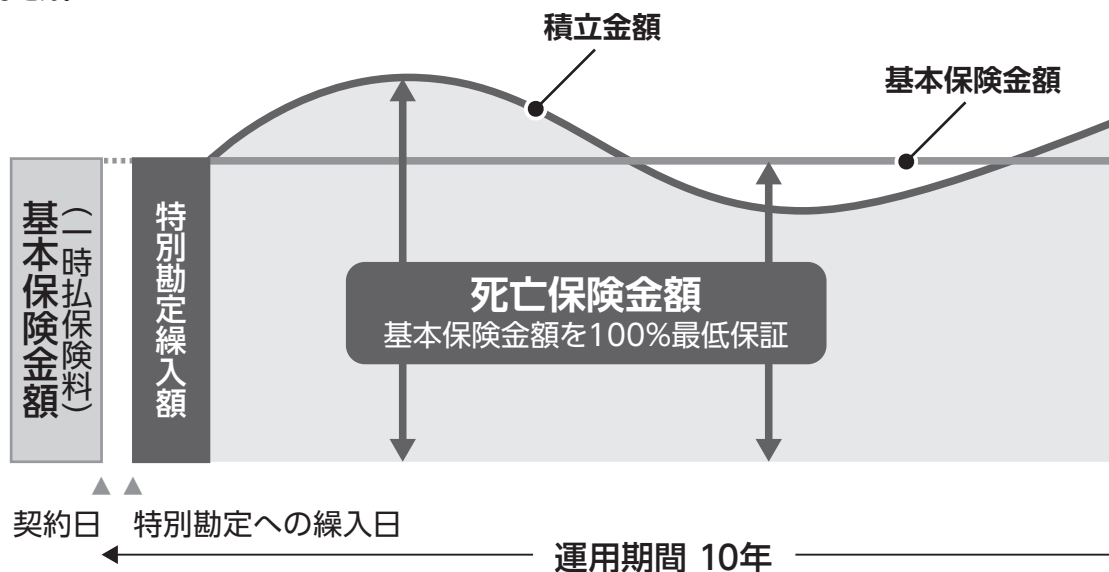 積立金額
基本保険金額
基本保険金額
(一時払保険料)
特別勘定繰入額
死亡保険金額
基本保険金額を100%最低保証
契約日
特別勘定への繰入日
運用期間 10年